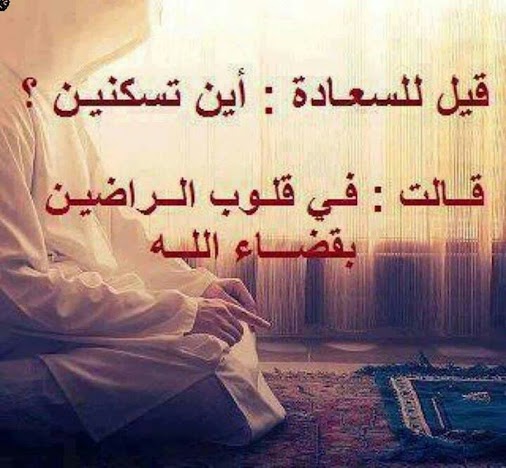 قيل للسعادة : أين تسكنين ؟
قالت : في قلوب الراضين
بقضاء الله